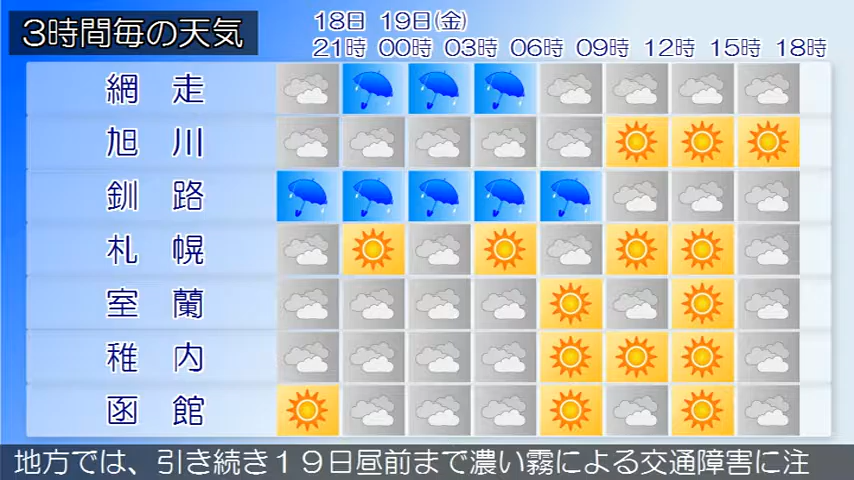 3時間毎の天気
18日 19日(金)
21時 00時 03時 06時 09時 12時 15時 18時
網走
旭川
釧路
札幌
室蘭
稚内
函館
地方では、引き続き19日昼前まで濃い霧による交通障害に注